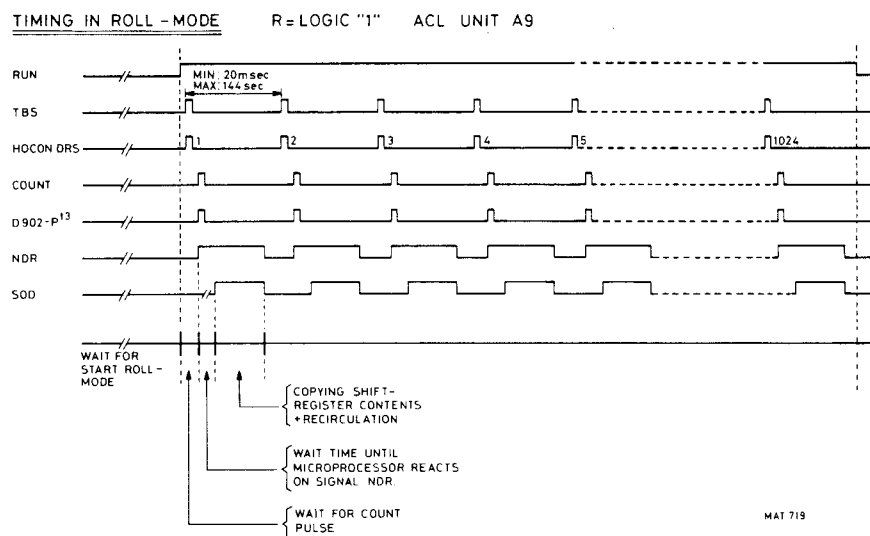 TIMING IN ROLL-MODE R=LOGIC "1" ACL UNIT A9
RUN
MIN: 20msec
MAX: 144sec
TBS
HOCON DRS 1 2 3 4 5 1024
COUNT
D902-P13
NDR
SOD
WAIT FOR
START ROLL-
MODE
COPYING SHIFT-
REGISTER CONTENTS
+RECIRCULATION
WAIT TIME UNTIL
MICROPROCESSOR REACTS
ON SIGNAL NDR.
WAIT FOR COUNT
PULSE
MAT 719